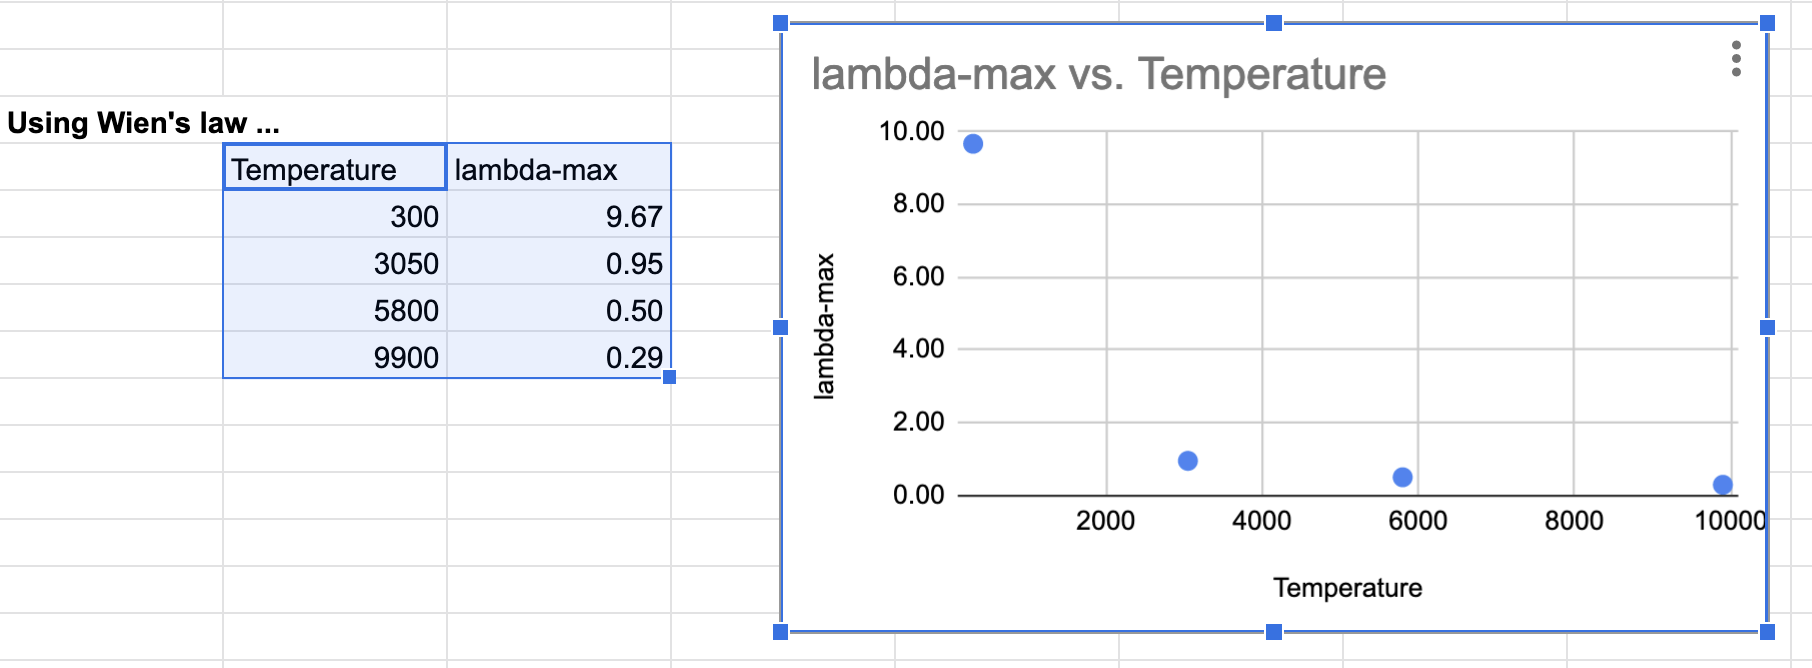 Using Wien's law ...
Temperature lambda-max
300 9.67
3050 0.95
5800 0.50
9900 0.29
lambda-max vs. Temperature
lambda-max
10.00
8.00
6.00
4.00
2.00
0.00
2000 4000 6000 8000 10000
Temperature